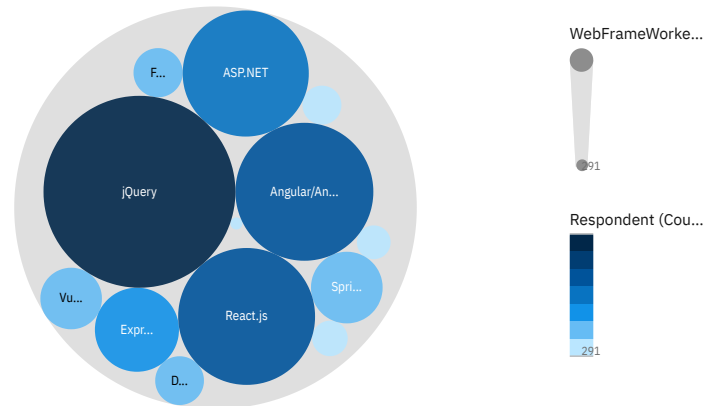 F...
ASP.NET
jQuery
Angular/An...
Spri...
Vu...
Expr...
React.js
D...
WebFrameWorke...
291
Respondent (Cou...
291